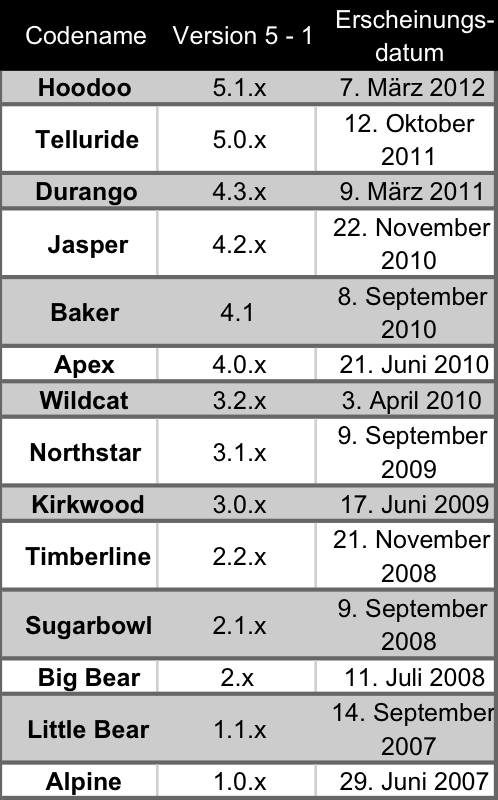 Codename Version 5 - 1 Erscheinungs-
datum
Hoodoo 5.1.x 7. März 2012
Telluride 5.0.x 12. Oktober
2011
Durango 4.3.x 9. März 2011
Jasper 4.2.x 22. November
2010
Baker 4.1 8. September
2010
Apex 4.0.x 21. Juni 2010
Wildcat 3.2.x 3. April 2010
Northstar 3.1.x 9. September
2009
Kirkwood 3.0.x 17. Juni 2009
Timberline 2.2.x 21. November
2008
Sugarbowl 2.1.x 9. September
2008
Big Bear 2.x 11. Juli 2008
Little Bear 1.1.x 14. September
2007
Alpine 1.0.x 29. Juni 2007